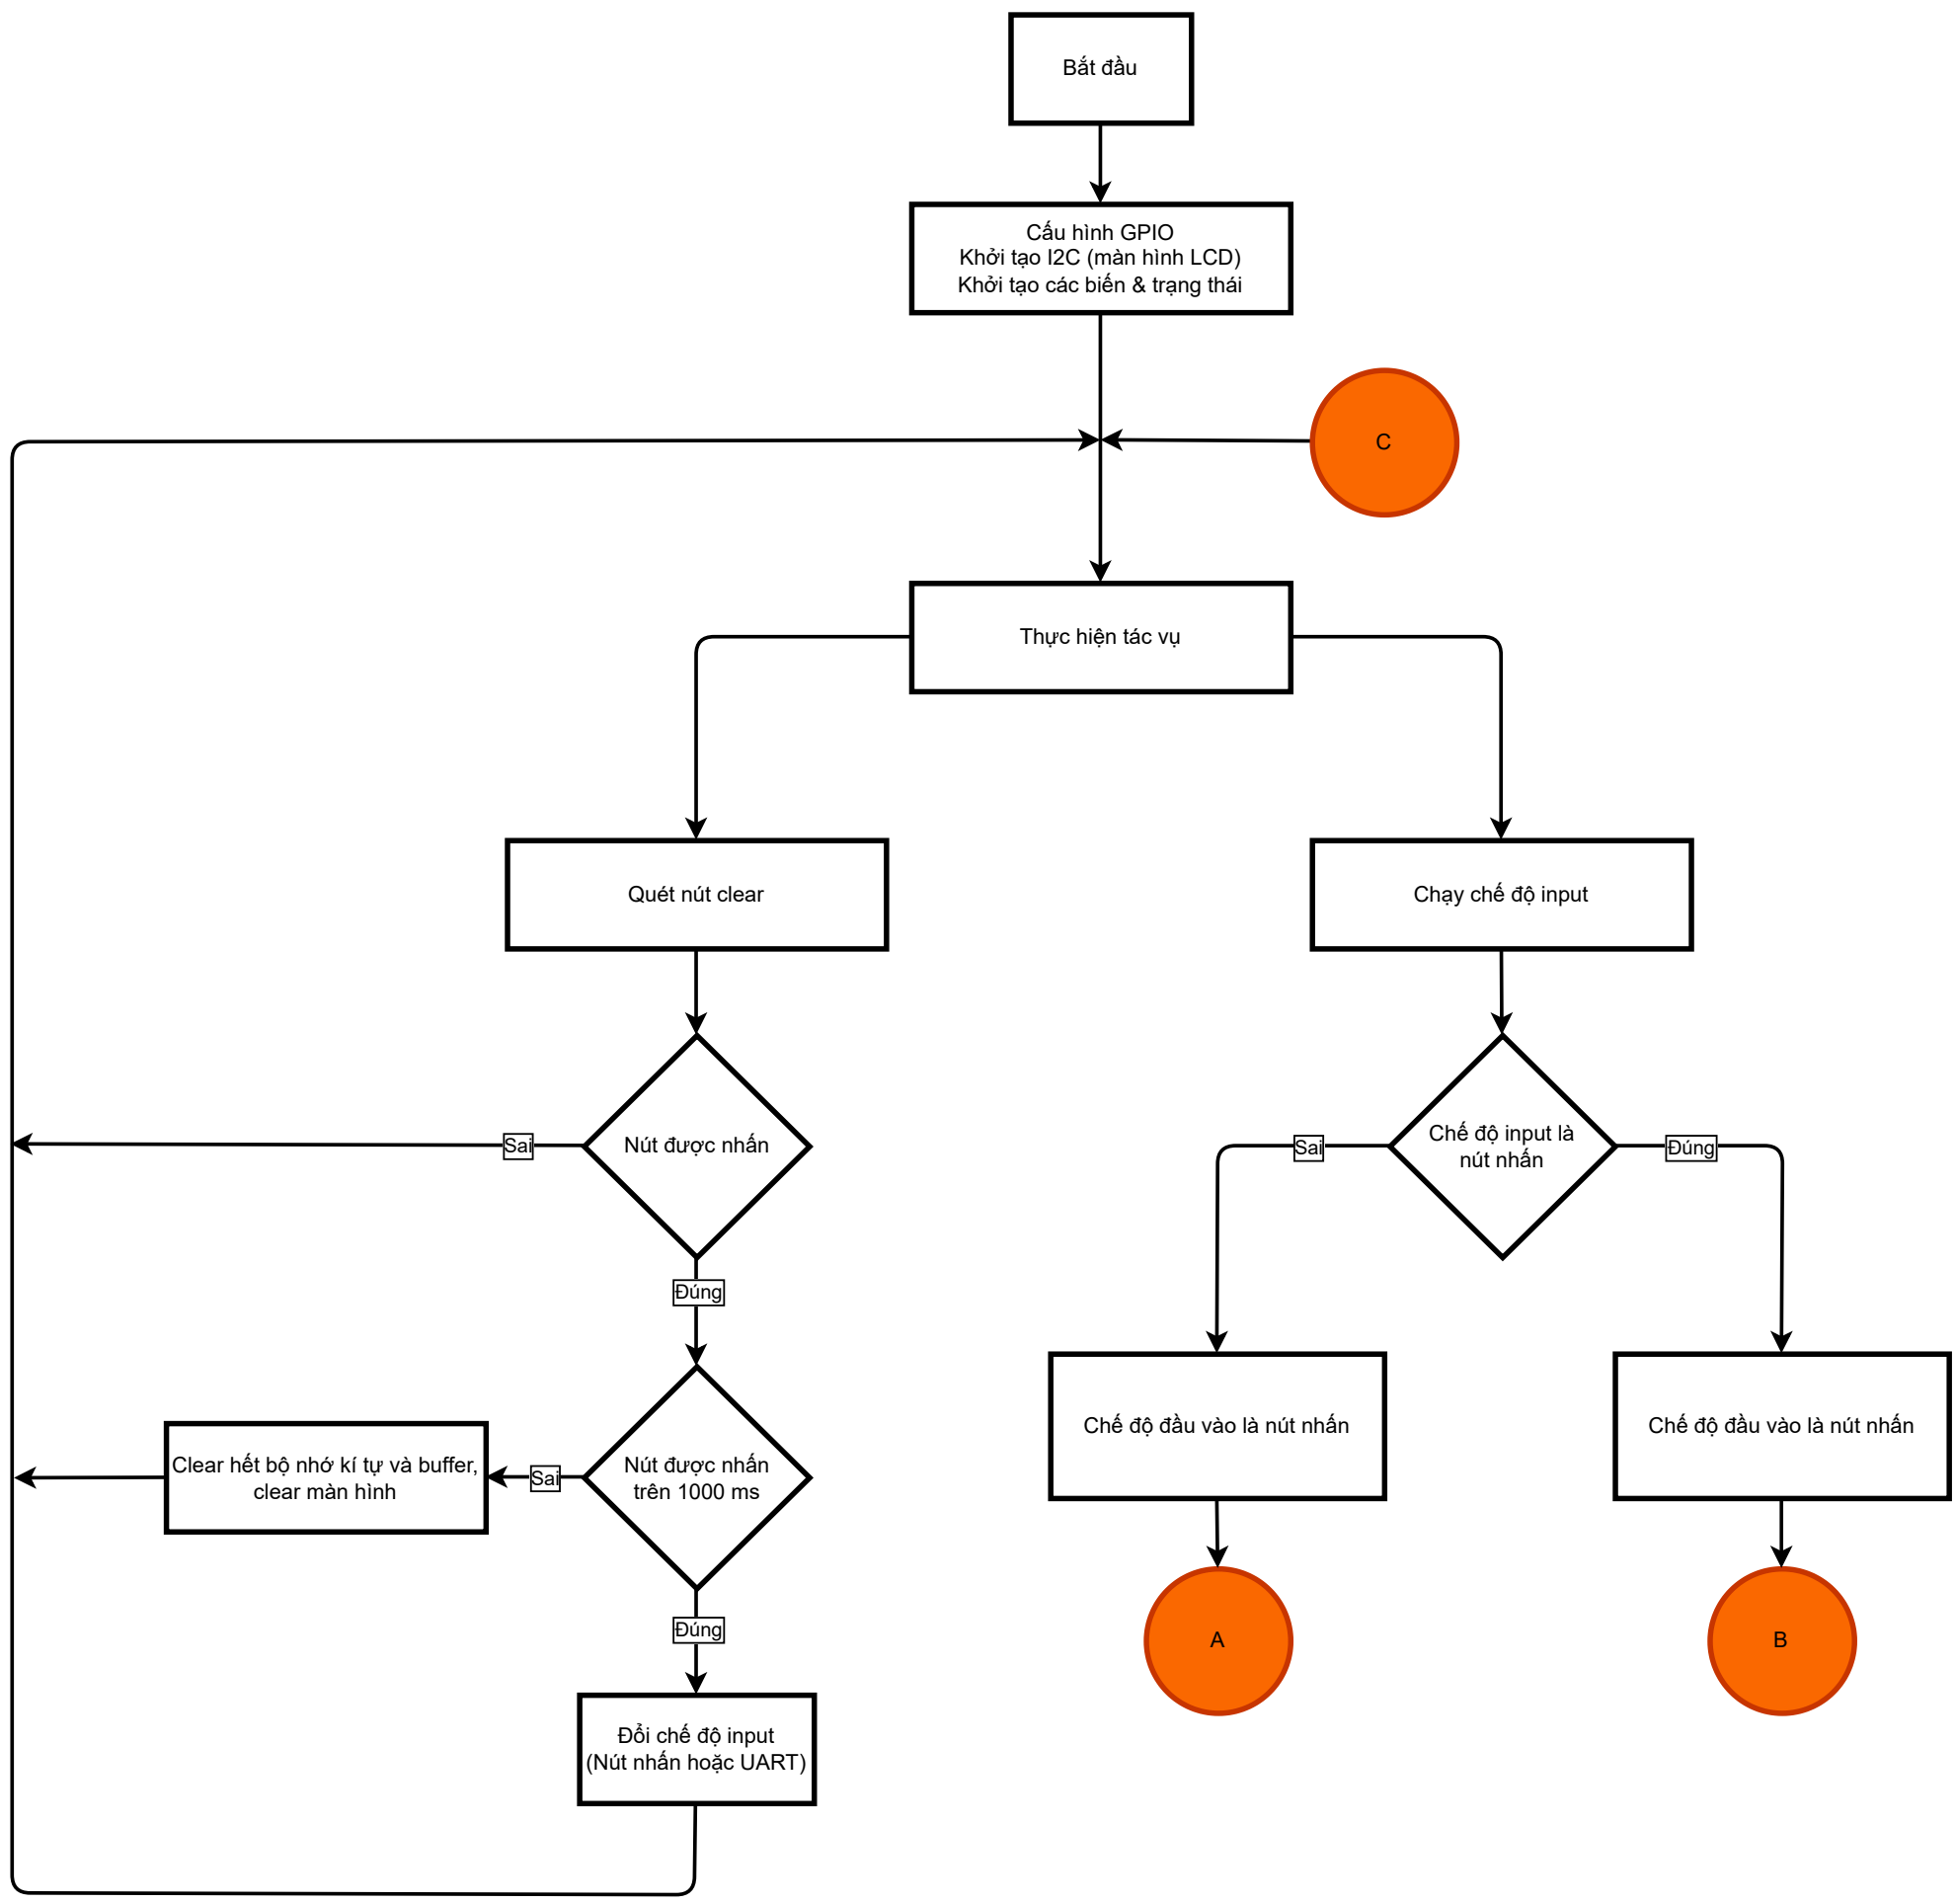 Bắt đầu
Cấu hình GPIO
Khởi tạo I2C (màn hình LCD)
Khởi tạo các biến & trạng thái
C
Thực hiện tác vụ
Quét nút clear
Chạy chế độ input
Nút được nhấn
Sai
Đúng
Chế độ input là
nút nhấn
Sai
Đúng
Nút được nhấn
trên 1000 ms
Sai
Clear hết bộ nhớ kí tự và buffer,
clear màn hình
Đúng
Đổi chế độ input
(Nút nhấn hoặc UART)
Chế độ đầu vào là nút nhấn
Chế độ đầu vào là nút nhấn
A
B